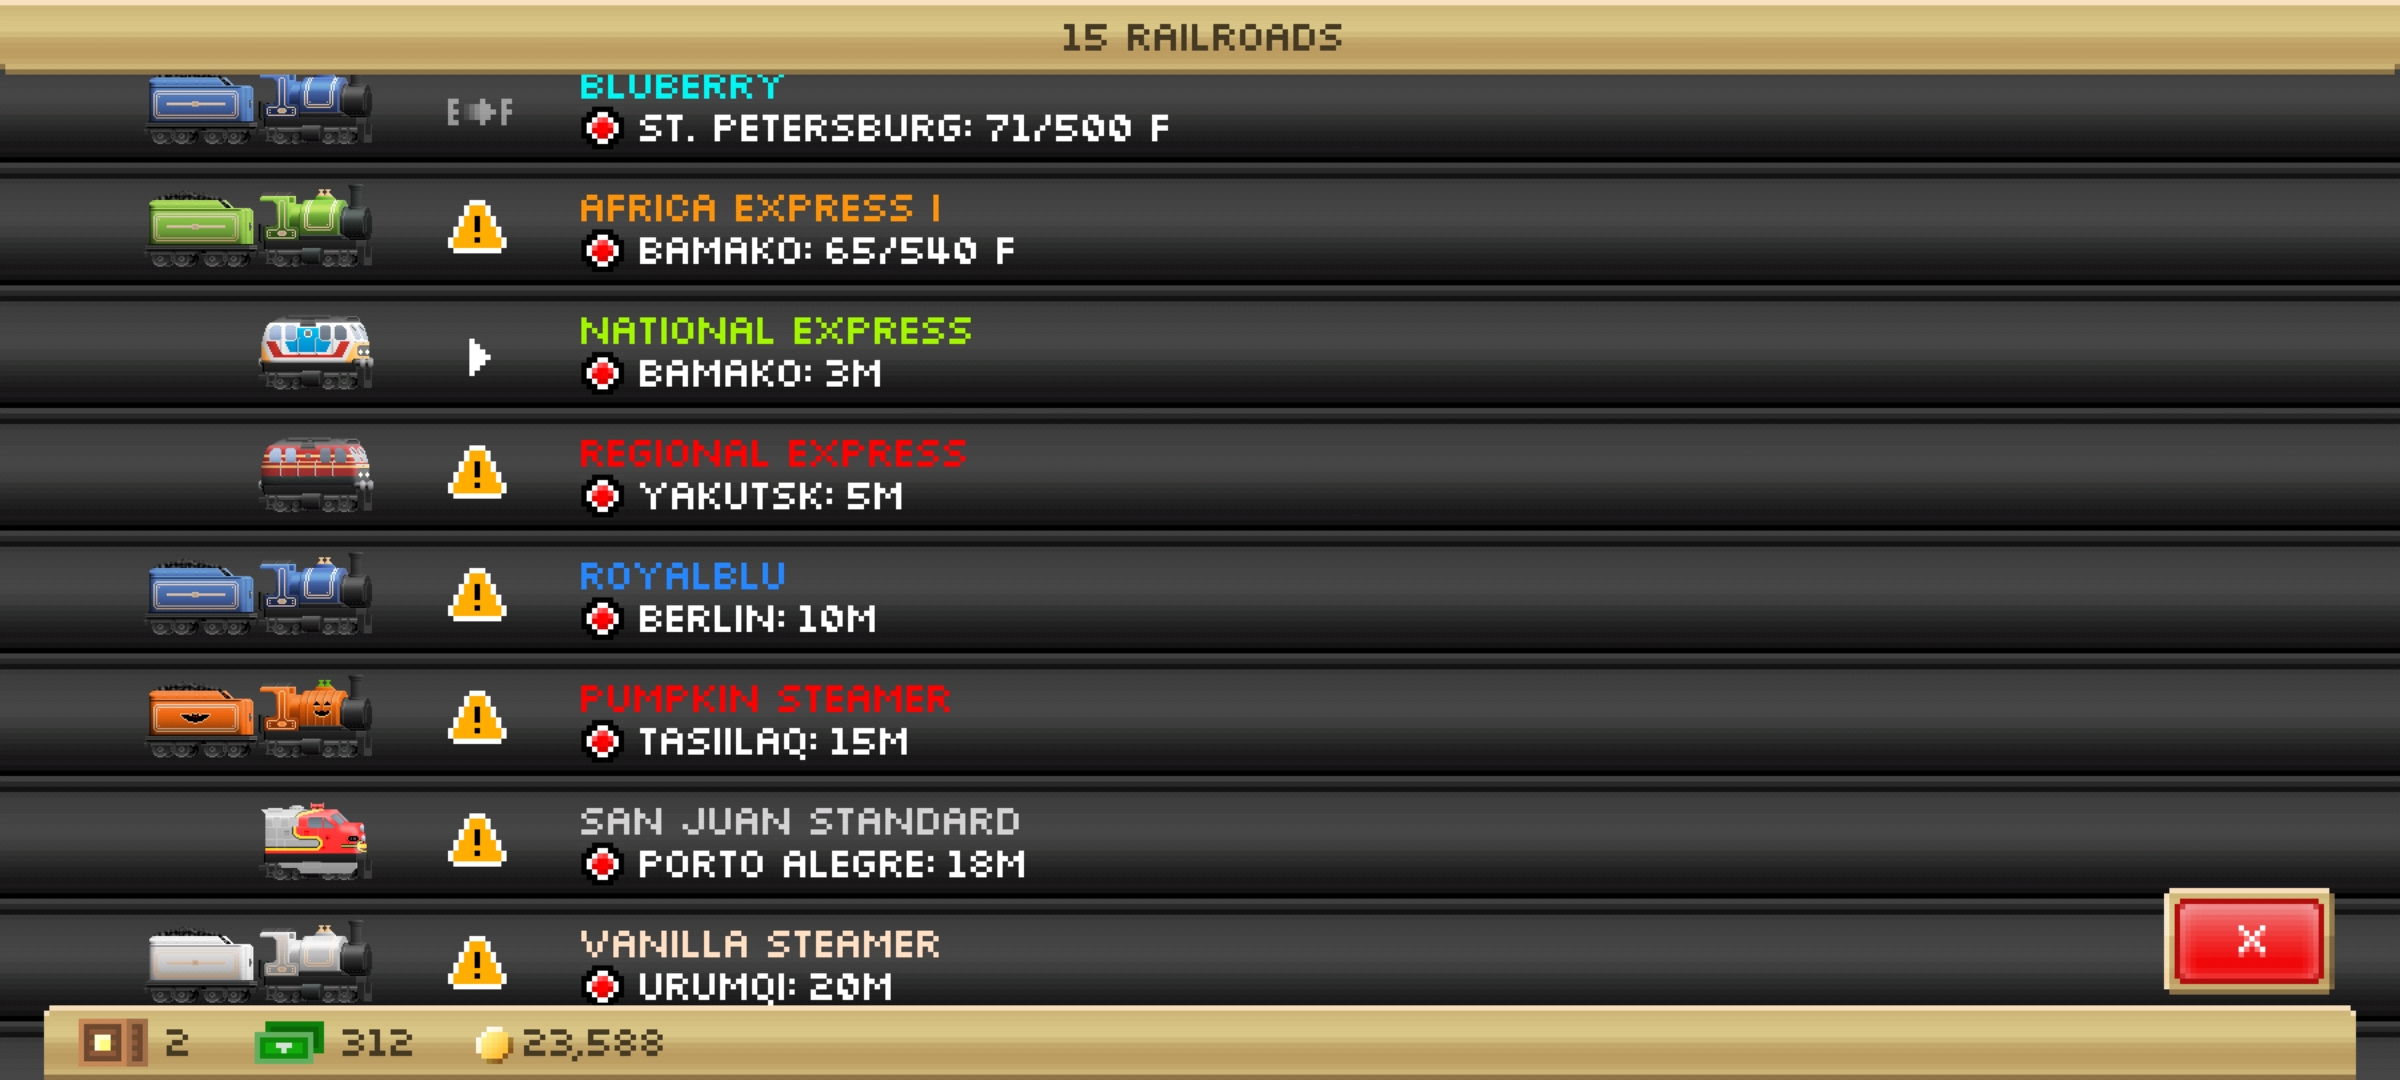 15 RAILROADS
BLUBERRY
E F
ST. PETERSBURG: 71/500 F
AFRICA EXPRESS I
BAMAKO: 65/540 F
NATIONAL EXPRESS
BAMAKO: 3M
REGIONAL EXPRESS
YAKUTSK: 5M
ROYALBLU
BERLIN: 10M
PUMPKIN STEAMER
TASIILAQ: 15M
SAN JUAN STANDARD
PORTO ALEGRE: 18M
VANILLA STEAMER
URUMQI: 20M
X
2 312 23,588